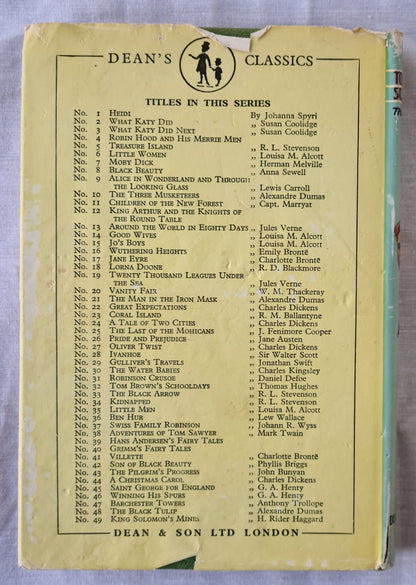 DEAN'S CLASSICS
TITLES IN THIS SERIES
No. 1 HEIDI By Johanna Spyri
No. 2 WHAT KATY DID „ Susan Coolidge
No. 3 WHAT KATY DID NEXT „ Susan Coolidge
No. 4 ROBIN HOOD AND HIS MERRIE MEN
No. 5 TREASURE ISLAND „ R. L. Stevenson
No. 6 LITTLE WOMEN „ Louisa M. Alcott
No. 7 MOBY DICK „ Herman Melville
No. 8 BLACK BEAUTY „ Anna Sewell
No. 9 ALICE IN WONDERLAND AND THROUGH
THE LOOKING GLASS „ Lewis Carroll
No. 10 THE THREE MUSKETEERS „ Alexandre Dumas
No. 11 CHILDREN OF THE NEW FOREST „ Capt. Marryat
No. 12 KING ARTHUR AND THE KNIGHTS OF
THE ROUND TABLE
No. 13 AROUND THE WORLD IN EIGHTY DAYS „ Jules Verne
No. 14 GOOD WIVES „ Louisa M. Alcott
No. 15 JO'S BOYS „ Louisa M. Alcott
No. 16 WUTHERING HEIGHTS „ Emily Brontë
No. 17 JANE EYRE „ Charlotte Brontë
No. 18 LORNA DOONE „ R. D. Blackmore
No. 19 TWENTY THOUSAND LEAGUES UNDER
THE SEA „ Jules Verne
No. 20 VANITY FAIR „ W. M. Thackeray
No. 21 THE MAN IN THE IRON MASK „ Alexandre Dumas
No. 22 GREAT EXPECTATIONS „ Charles Dickens
No. 23 CORAL ISLAND „ R. M. Ballantyne
No. 24 A TALE OF TWO CITIES „ Charles Dickens
No. 25 THE LAST OF THE MOHICANS „ J. Fenimore Cooper
No. 26 PRIDE AND PREJUDICE „ Jane Austen
No. 27 OLIVER TWIST „ Charles Dickens
No. 28 IVANHOE „ Sir Walter Scott
No. 29 GULLIVER'S TRAVELS „ Jonathan Swift
No. 30 THE WATER BABIES „ Charles Kingsley
No. 31 ROBINSON CRUSOE „ Daniel Defoe
No. 32 TOM BROWN'S SCHOOLDAYS „ Thomas Hughes
No. 33 THE BLACK ARROW „ R. L. Stevenson
No. 34 KIDNAPPED „ R. L. Stevenson
No. 35 LITTLE MEN „ Louisa M. Alcott
No. 36 BEN HUR „ Lew Wallace
No. 37 SWISS FAMILY ROBINSON „ Johann R. Wyss
No. 38 ADVENTURES OF TOM SAWYER „ Mark Twain
No. 39 HANS ANDERSEN'S FAIRY TALES
No. 40 GRIMM'S FAIRY TALES
No. 41 VILLETTE „ Charlotte Brontë
No. 42 SON OF BLACK BEAUTY „ Phyllis Briggs
No. 43 THE PILGRIM'S PROGRESS „ John Bunyan
No. 44 A CHRISTMAS CAROL „ Charles Dickens
No. 45 SAINT GEORGE FOR ENGLAND „ G. A. Henty
No. 46 WINNING HIS SPURS „ G. A. Henty
No. 47 BARCHESTER TOWERS „ Anthony Trollope
No. 48 THE BLACK TULIP „ Alexandre Dumas
No. 49 KING SOLOMON'S MINES „ H. Rider Haggard
DEAN & SON LTD LONDON